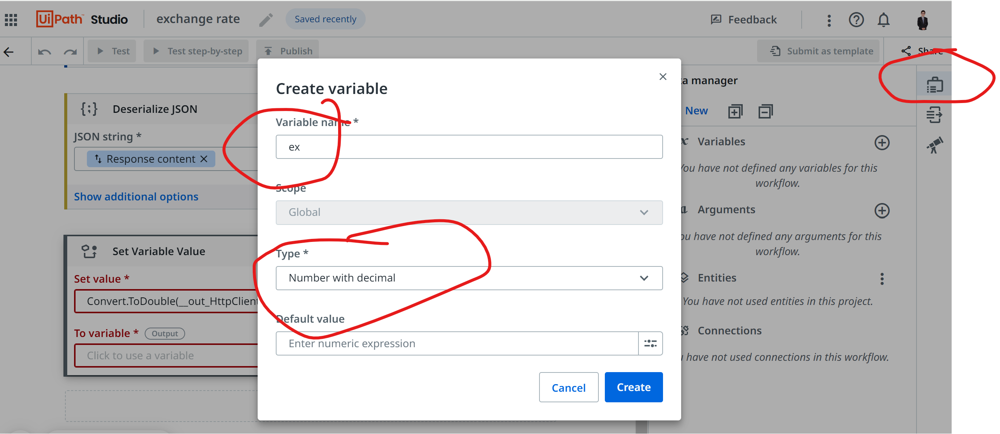 UiPath™ Studio
exchange rate
Saved recently
Feedback
Test
Test step-by-step
Publish
Submit as template
Share
Deserialize JSON
JSON string *
Response content
Show additional options
Set Variable Value
Set value *
Convert.ToDouble(__out_HttpClient
To variable *
Output
Click to use a variable
Create variable
Variable name *
ex
Scope
Global
Type *
Number with decimal
Default value
Enter numeric expression
Cancel
Create
ta manager
New
Variables
You have not defined any variables for this
workflow.
Arguments
ou have not defined any arguments for this
workflow.
Entities
You have not used entities in this project.
Connections
u have not used connections in this workflow.